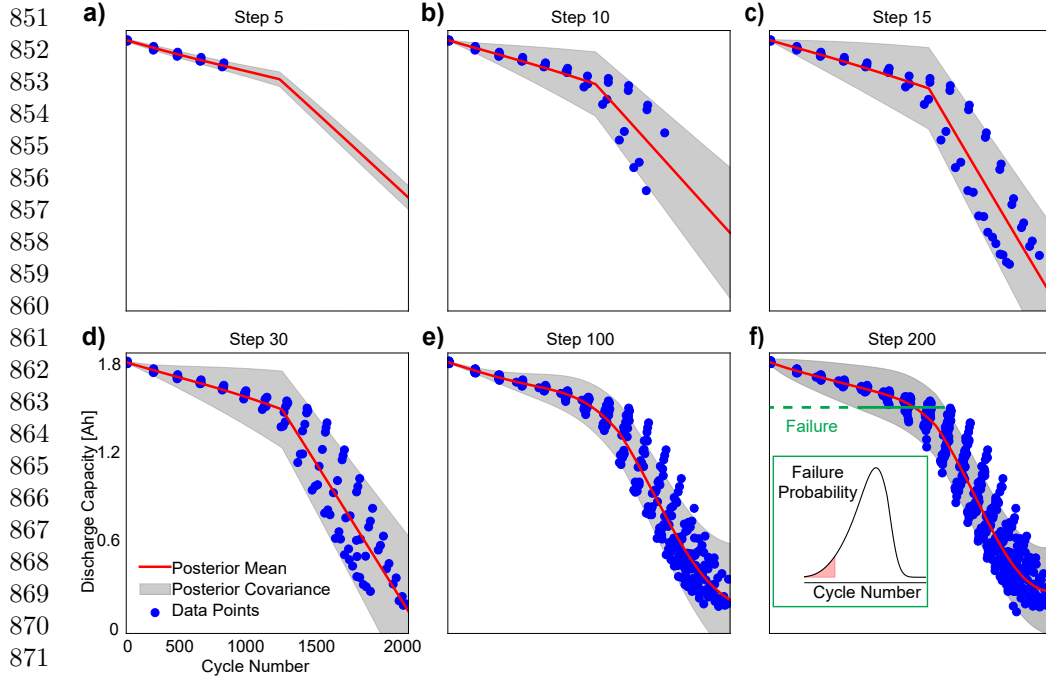 851
852
853
854
855
856
857
858
859
860
861
862
863
864
865
866
867
868
869
870
871
a) Step 5
b) Step 10
c) Step 15
d) Step 30
e) Step 100
f) Step 200
1.8
1.2
0.6
0
Discharge Capacity [Ah]
Posterior Mean
Posterior Covariance
Data Points
0 500 1000 1500 2000
Cycle Number
Failure
Failure
Probability
Cycle Number